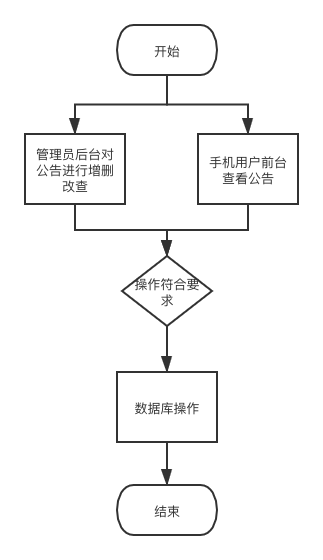 开始
管理员后台对
公告进行增删
改查
手机用户前台
查看公告
操作符合要
求
数据库操作
结束